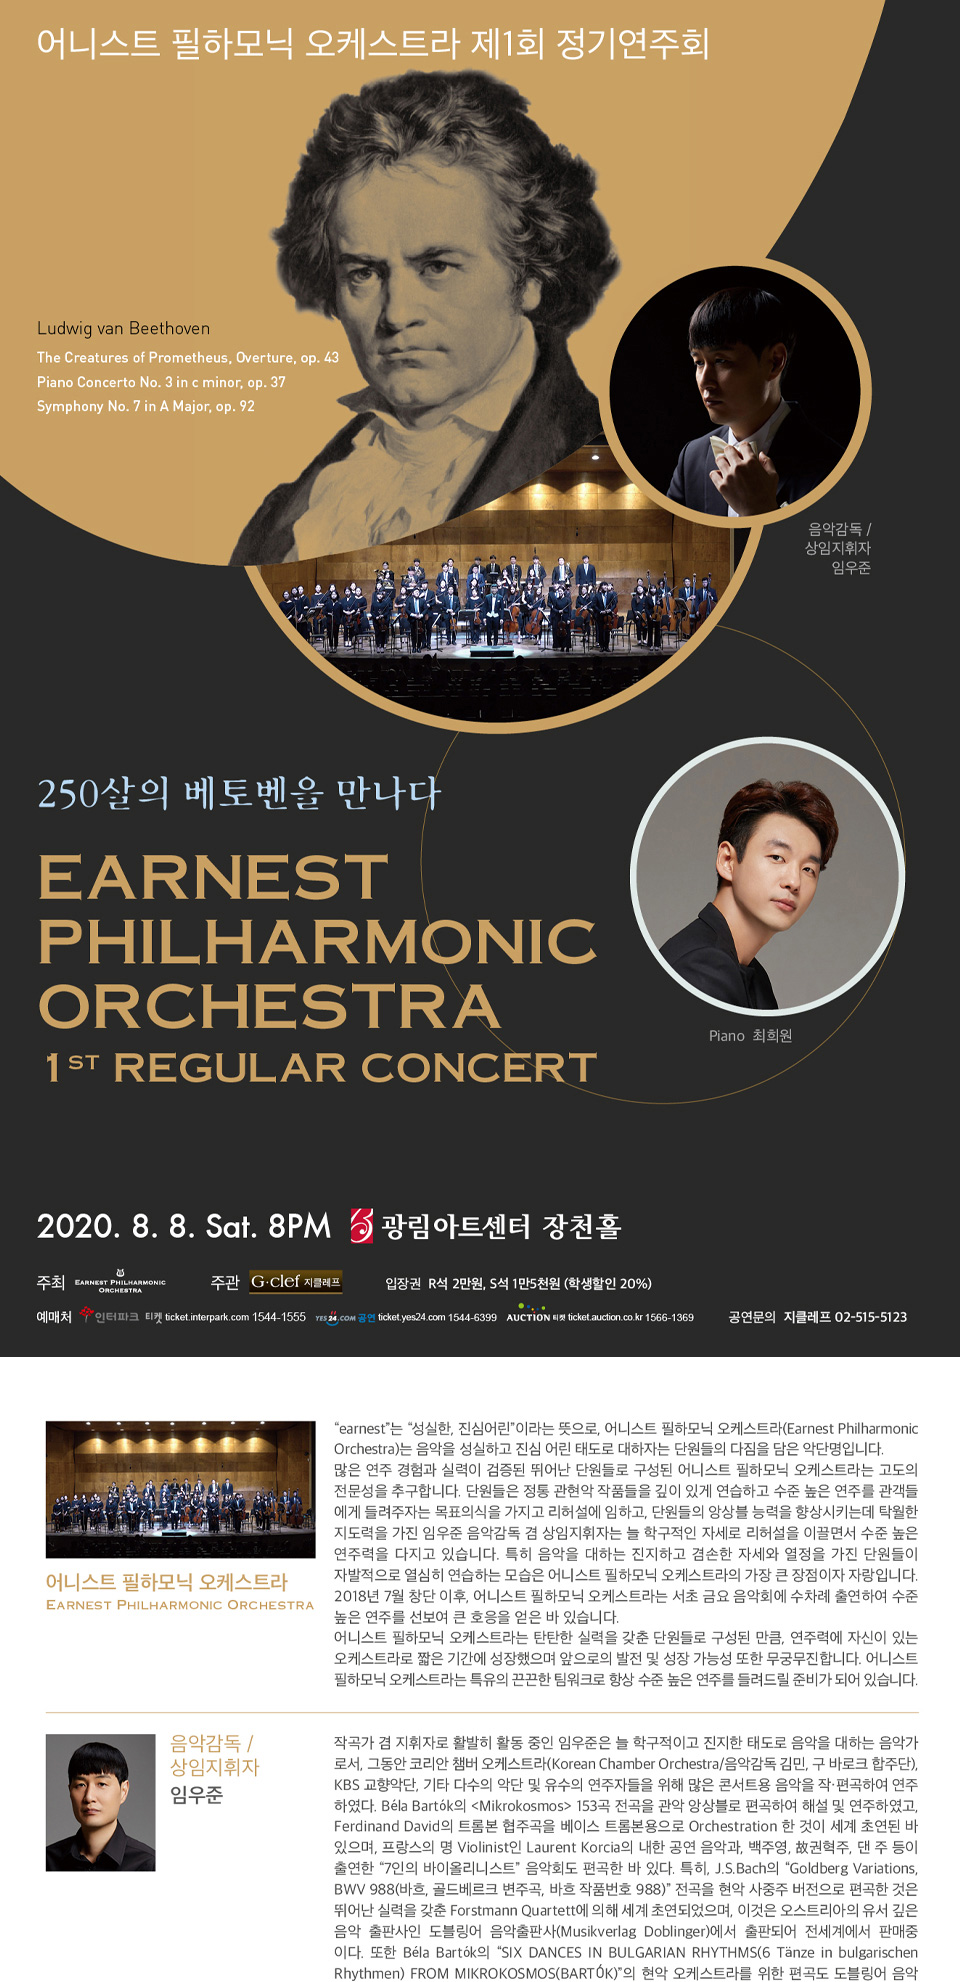 어니스트 필하모닉 오케스트라 제1회 정기연주회
Ludwig van Beethoven
The Creatures of Prometheus, Overture, op. 43
Piano Concerto No. 3 in c minor, op. 37
Symphony No. 7 in A Major, op. 92
음악감독 /
상임지휘자
임우준
250살의 베토벤을 만나다
EARNEST
PHILHARMONIC
ORCHESTRA
1ST REGULAR CONCERT
Piano 최희원
2020. 8. 8. Sat. 8PM 광림아트센터 장천홀
주최 EARNEST PHILHARMONIC ORCHESTRA 주관 G·clef 지클레프 입장권 R석 2만원, S석 1만5천원 (학생할인 20%)
예매처 인터파크 티켓 ticket.interpark.com 1544-1555 YES24.COM 공연 ticket.yes24.com 1544-6399 AUCTION 티켓 ticket.auction.co.kr 1566-1369 공연문의 지클레프 02-515-5123
어니스트 필하모닉 오케스트라
EARNEST PHILHARMONIC ORCHESTRA
“earnest”는 “성실한, 진심어린”이라는 뜻으로, 어니스트 필하모닉 오케스트라(Earnest Philharmonic
Orchestra)는 음악을 성실하고 진심 어린 태도로 대하자는 단원들의 다짐을 담은 악단명입니다.
많은 연주 경험과 실력이 검증된 뛰어난 단원들로 구성된 어니스트 필하모닉 오케스트라는 고도의
전문성을 추구합니다. 단원들은 정통 관현악 작품들을 깊이 있게 연습하고 수준 높은 연주를 관객들
에게 들려주자는 목표의식을 가지고 리허설에 임하고, 단원들의 앙상블 능력을 향상시키는데 탁월한
지도력을 가진 임우준 음악감독 겸 상임지휘자는 늘 학구적인 자세로 리허설을 이끌면서 수준 높은
연주력을 다지고 있습니다. 특히 음악을 대하는 진지하고 겸손한 자세와 열정을 가진 단원들이
자발적으로 열심히 연습하는 모습은 어니스트 필하모닉 오케스트라의 가장 큰 장점이자 자랑입니다.
2018년 7월 창단 이후, 어니스트 필하모닉 오케스트라는 서초 금요 음악회에 수차례 출연하여 수준
높은 연주를 선보여 큰 호응을 얻은 바 있습니다.
어니스트 필하모닉 오케스트라는 탄탄한 실력을 갖춘 단원들로 구성된 만큼, 연주력에 자신이 있는
오케스트라로 짧은 기간에 성장했으며 앞으로의 발전 및 성장 가능성 또한 무궁무진합니다. 어니스트
필하모닉 오케스트라는 특유의 끈끈한 팀워크로 항상 수준 높은 연주를 들려드릴 준비가 되어 있습니다.
음악감독 /
상임지휘자
임우준
작곡가 겸 지휘자로 활발히 활동 중인 임우준은 늘 학구적이고 진지한 태도로 음악을 대하는 음악가
로서, 그동안 코리안 챔버 오케스트라(Korean Chamber Orchestra/음악감독 김민, 구 바로크 합주단),
KBS 교향악단, 기타 다수의 악단 및 유수의 연주자들을 위해 많은 콘서트용 음악을 작·편곡하여 연주
하였다. Béla Bartók의 <Mikrokosmos> 153곡 전곡을 관악 앙상블로 편곡하여 해설 및 연주하였고,
Ferdinand David의 트롬본 협주곡을 베이스 트롬본용으로 Orchestration 한 것이 세계 초연된 바
있으며, 프랑스의 명 Violinist인 Laurent Korcia의 내한 공연 음악과, 백주영, 故권혁주, 댄 주 등이
출연한 “7인의 바이올리니스트” 음악회도 편곡한 바 있다. 특히, J.S.Bach의 “Goldberg Variations,
BWV 988(바흐, 골드베르크 변주곡, 바흐 작품번호 988)” 전곡을 현악 사중주 버전으로 편곡한 것은
뛰어난 실력을 갖춘 Forstmann Quartett에 의해 세계 초연되었으며, 이것은 오스트리아의 유서 깊은
음악 출판사인 도블링어 음악출판사(Musikverlag Doblinger)에서 출판되어 전세계에서 판매중
이다. 또한 Béla Bartók의 “SIX DANCES IN BULGARIAN RHYTHMS(6 Tänze in bulgarischen
Rhythmen) FROM MIKROKOSMOS(BARTÓK)”의 현악 오케스트라를 위한 편곡도 도블링어 음악